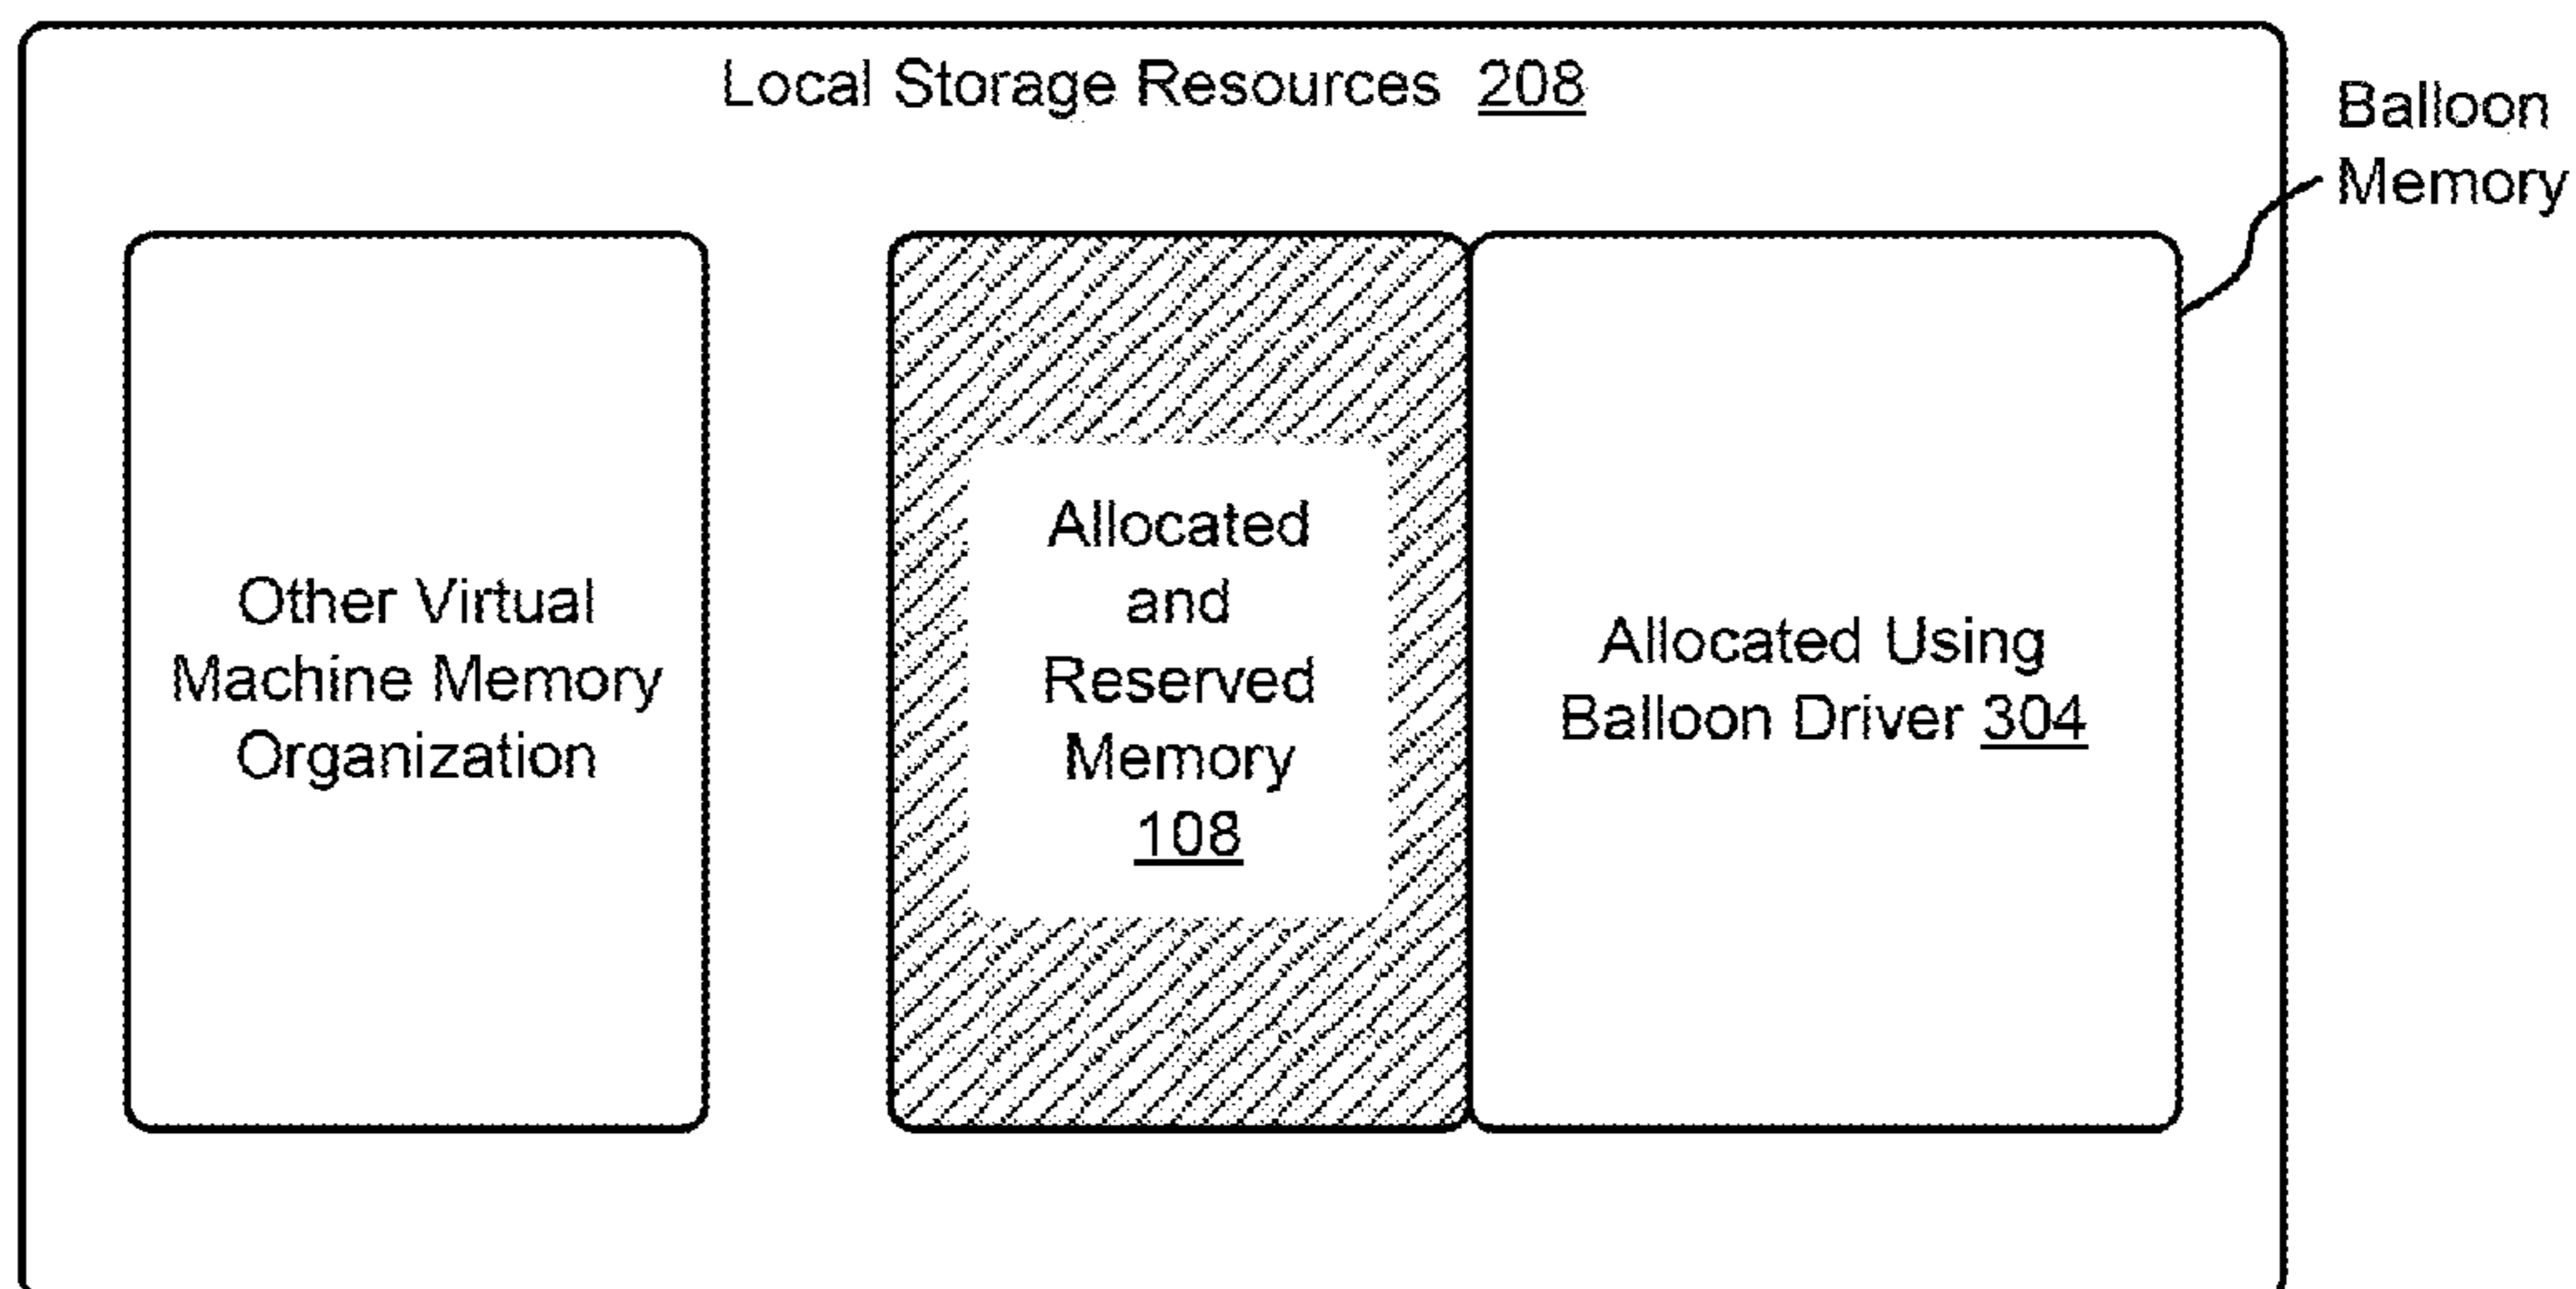 Local Storage Resources 208
Balloon
Memory
Other Virtual
Machine Memory
Organization
Allocated
and
Reserved
Memory
108
Allocated Using
Balloon Driver 304